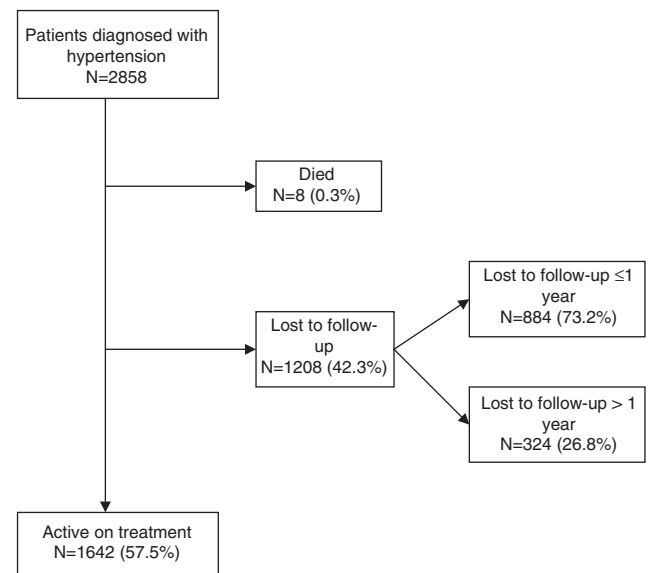 Patients diagnosed with
hypertension
N=2858
Died
N=8 (0.3%)
Lost to follow-
up
N=1208 (42.3%)
Lost to follow-up ≤1
year
N=884 (73.2%)
Lost to follow-up > 1
year
N=324 (26.8%)
Active on treatment
N=1642 (57.5%)